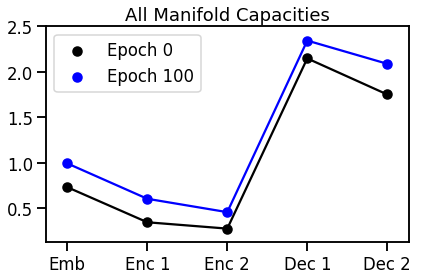 All Manifold Capacities
2.5
2.0
1.5
1.0
0.5
Epoch 0
Epoch 100
Emb Enc 1 Enc 2 Dec 1 Dec 2